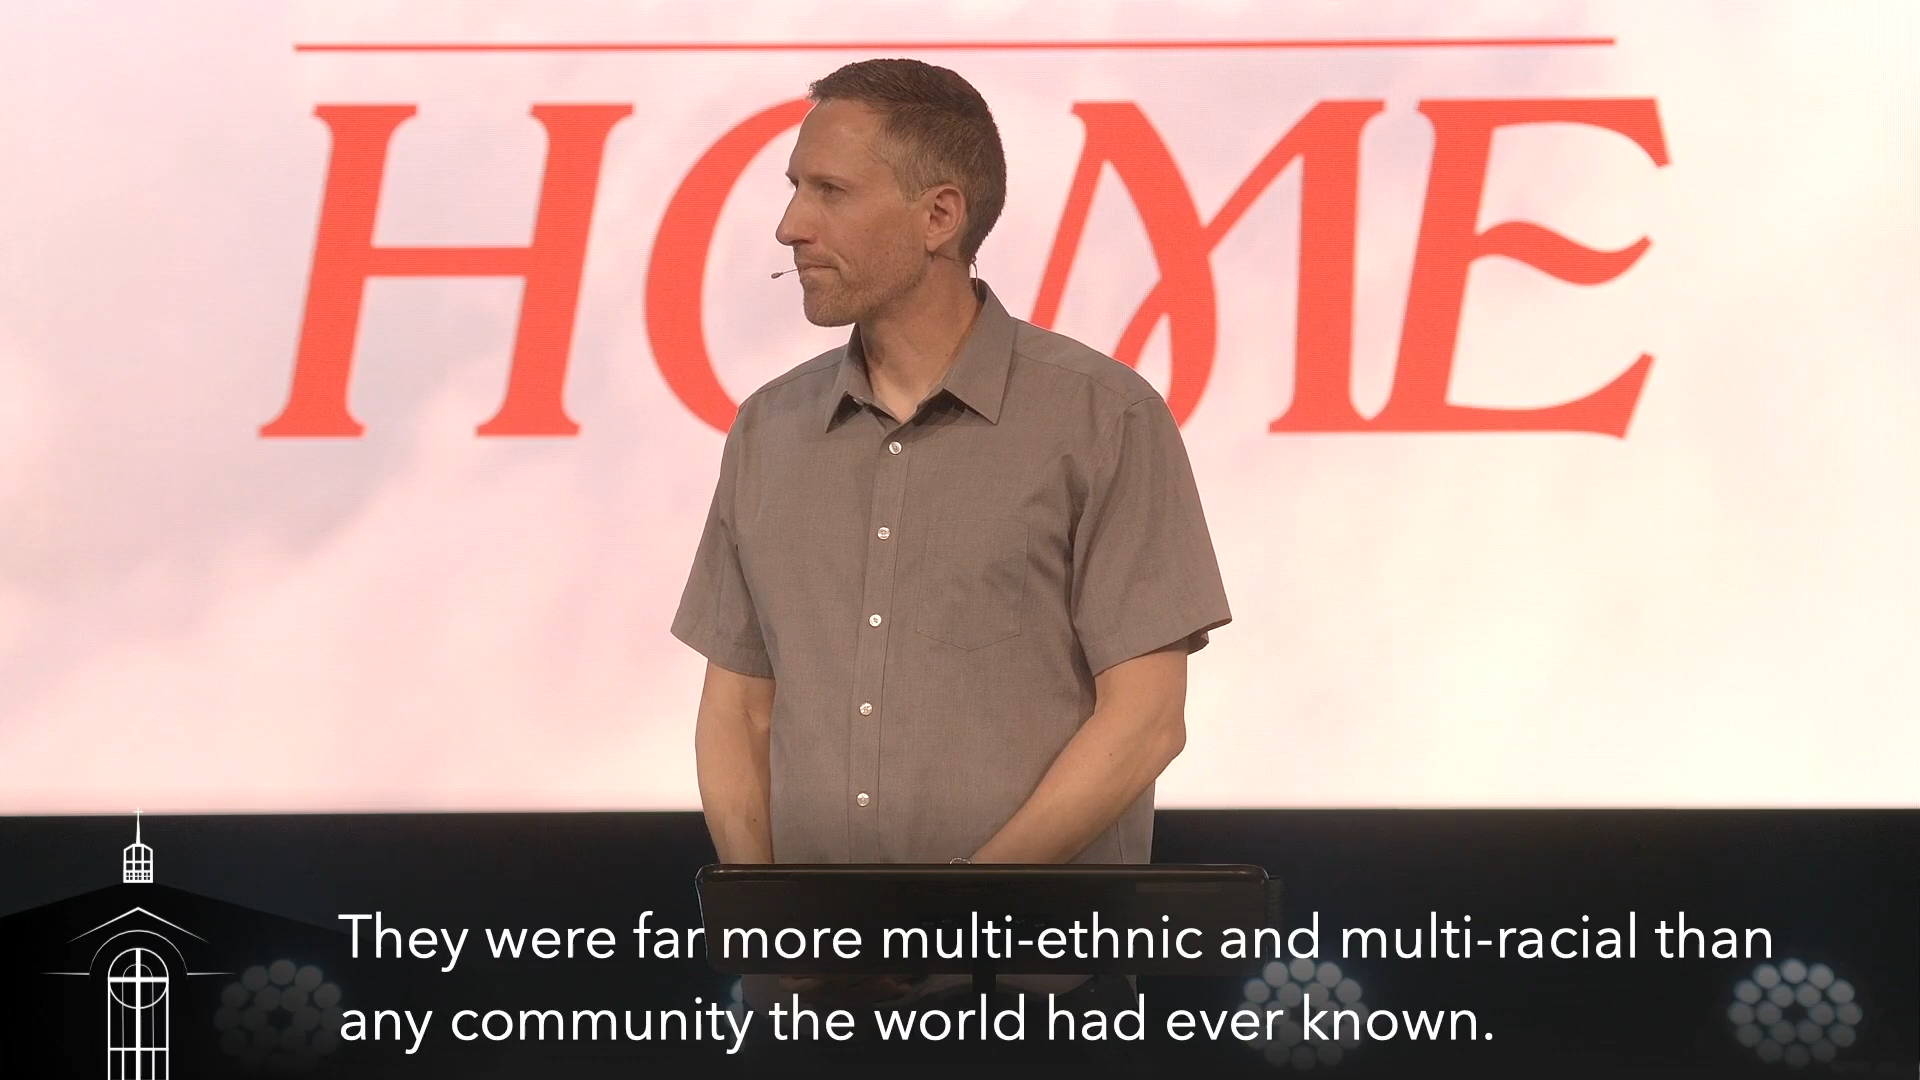 HOME
They were far more multi-ethnic and multi-racial than
any community the world had ever known.